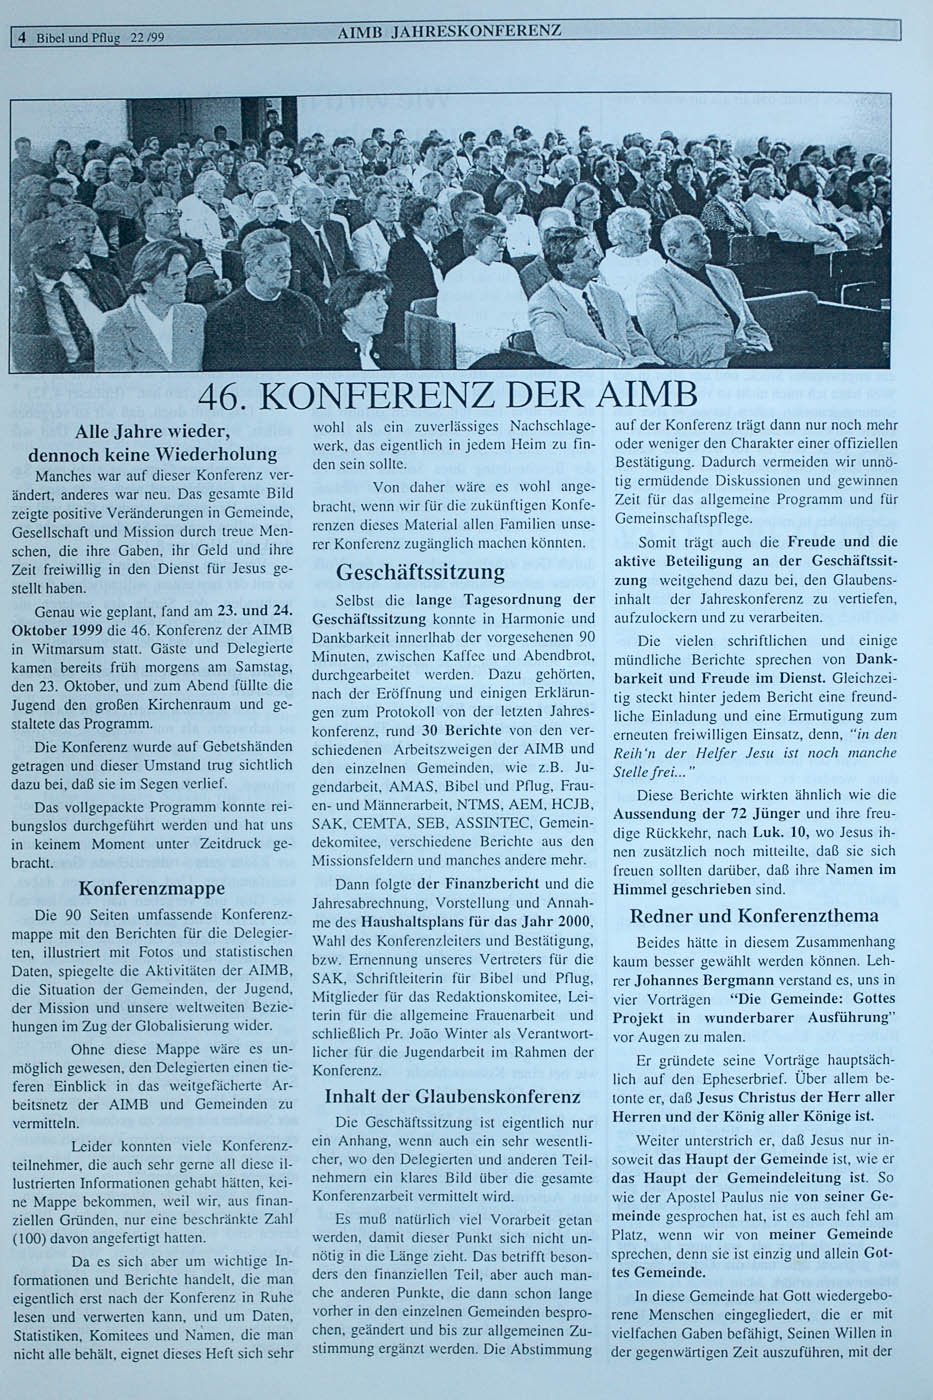 4 Bibel und Pflug 22/99
AIMB JAHRESKONFERENZ
46. KONFERENZ DER AIMB
Alle Jahre wieder,
dennoch keine Wiederholung
Manches war auf dieser Konferenz ver-
ändert, anderes war neu. Das gesamte Bild
zeigte positive Veränderungen in Gemeinde,
Gesellschaft und Mission durch treue Men-
schen, die ihre Gaben, ihr Geld und ihre
Zeit freiwillig in den Dienst für Jesus ge-
stellt haben.
Genau wie geplant, fand am 23. und 24.
Oktober 1999 die 46. Konferenz der AIMB
in Witmarsum statt. Gäste und Delegierte
kamen bereits früh morgens am Samstag,
den 23. Oktober, und zum Abend füllte die
Jugend den großen Kirchenraum und ge-
staltete das Programm.
Die Konferenz wurde auf Gebetshänden
getragen und dieser Umstand trug sichtlich
dazu bei, daß sie im Segen verlief.
Das vollgepackte Programm konnte rei-
bungslos durchgeführt werden und hat uns
in keinem Moment unter Zeitdruck ge-
bracht.
Konferenzmappe
Die 90 Seiten umfassende Konferenz-
mappe mit den Berichten für die Delegier-
ten, illustriert mit Fotos und statistischen
Daten, spiegelte die Aktivitäten der AIMB,
die Situation der Gemeinden, der Jugend,
der Mission und unsere weltweiten Bezie-
hungen im Zug der Globalisierung wider.
Ohne diese Mappe wäre es un-
möglich gewesen, den Delegierten einen tie-
feren Einblick in das weitgefächerte Ar-
beitsnetz der AIMB und Gemeinden zu
vermitteln.
Leider konnten viele Konferenz-
teilnehmer, die auch sehr gerne all diese il-
lustrierten Informationen gehabt hätten, kei-
ne Mappe bekommen, weil wir, aus finan-
ziellen Gründen, nur eine beschränkte Zahl
(100) davon angefertigt hatten.
Da es sich aber um wichtige In-
formationen und Berichte handelt, die man
eigentlich erst nach der Konferenz in Ruhe
lesen und verwerten kann, und um Daten,
Statistiken, Komitees und Namen, die man
nicht alle behält, eignet dieses Heft sich sehr
wohl als ein zuverlässiges Nachschlage-
werk, das eigentlich in jedem Heim zu fin-
den sein sollte.
Von daher wäre es wohl ange-
bracht, wenn wir für die zukünftigen Konfe-
renzen dieses Material allen Familien unse-
rer Konferenz zugänglich machen könnten.
Geschäftssitzung
Selbst die lange Tagesordnung der
Geschäftssitzung konnte in Harmonie und
Dankbarkeit innerlhab der vorgesehenen 90
Minuten, zwischen Kaffee und Abendbrot,
durchgearbeitet werden. Dazu gehörten,
nach der Eröffnung und einigen Erklärun-
gen zum Protokoll von der letzten Jahres-
konferenz, rund 30 Berichte von den ver-
schiedenen Arbeitszweigen der AIMB und
den einzelnen Gemeinden, wie z.B. Ju-
gendarbeit, AMAS, Bibel und Pflug, Frau-
en- und Männerarbeit, NTMS, AEM, HCJB,
SAK, CEMTA, SEB, ASSINTEC, Gemein-
dekomitee, verschiedene Berichte aus den
Missionsfeldern und manches andere mehr.
Dann folgte der Finanzbericht und die
Jahresabrechnung, Vorstellung und Annah-
me des Haushaltsplans für das Jahr 2000,
Wahl des Konferenzleiters und Bestätigung,
bzw. Ernennung unseres Vertreters für die
SAK, Schriftleiterin für Bibel und Pflug,
Mitglieder für das Redaktionskomitee, Lei-
terin für die allgemeine Frauenarbeit und
schließlich Pr. João Winter als Verantwort-
licher für die Jugendarbeit im Rahmen der
Konferenz.
Inhalt der Glaubenskonferenz
Die Geschäftssitzung ist eigentlich nur
ein Anhang, wenn auch ein sehr wesentli-
cher, wo den Delegierten und anderen Teil-
nehmern ein klares Bild über die gesamte
Konferenzarbeit vermittelt wird.
Es muß natürlich viel Vorarbeit getan
werden, damit dieser Punkt sich nicht un-
nötig in die Länge zieht. Das betrifft beson-
ders den finanziellen Teil, aber auch man-
che anderen Punkte, die dann schon lange
vorher in den einzelnen Gemeinden bespro-
chen, geändert und bis zur allgemeinen Zu-
stimmung ergänzt werden. Die Abstimmung
auf der Konferenz trägt dann nur noch mehr
oder weniger den Charakter einer offiziellen
Bestätigung. Dadurch vermeiden wir unnö-
tig ermüdende Diskussionen und gewinnen
Zeit für das allgemeine Programm und für
Gemeinschaftspflege.
Somit trägt auch die Freude und die
aktive Beteiligung an der Geschäftssit-
zung weitgehend dazu bei, den Glaubens-
inhalt der Jahreskonferenz zu vertiefen,
aufzulockern und zu verarbeiten.
Die vielen schriftlichen und einige
mündliche Berichte sprechen von Dank-
barkeit und Freude im Dienst. Gleichzei-
tig steckt hinter jedem Bericht eine freund-
liche Einladung und eine Ermutigung zum
erneuten freiwilligen Einsatz, denn, "in den
Reih'n der Helfer Jesu ist noch manche
Stelle frei..."
Diese Berichte wirkten ähnlich wie die
Aussendung der 72 Jünger und ihre freu-
dige Rückkehr, nach Luk. 10, wo Jesus ih-
nen zusätzlich noch mitteilte, daß sie sich
freuen sollten darüber, daß ihre Namen im
Himmel geschrieben sind.
Redner und Konferenzthema
Beides hätte in diesem Zusammenhang
kaum besser gewählt werden können. Leh-
rer Johannes Bergmann verstand es, uns in
vier Vorträgen "Die Gemeinde: Gottes
Projekt in wunderbarer Ausführung"
vor Augen zu malen.
Er gründete seine Vorträge hauptsäch-
lich auf den Epheserbrief. Über allem be-
tonte er, daß Jesus Christus der Herr aller
Herren und der König aller Könige ist.
Weiter unterstrich er, daß Jesus nur in-
soweit das Haupt der Gemeinde ist, wie er
das Haupt der Gemeindeleitung ist. So
wie der Apostel Paulus nie von seiner Ge-
meinde gesprochen hat, ist es auch fehl am
Platz, wenn wir von meiner Gemeinde
sprechen, denn sie ist einzig und allein Got-
tes Gemeinde.
In diese Gemeinde hat Gott wiedergebo-
rene Menschen eingegliedert, die er mit
vielfachen Gaben befähigt, Seinen Willen in
der gegenwärtigen Zeit auszuführen, mit der